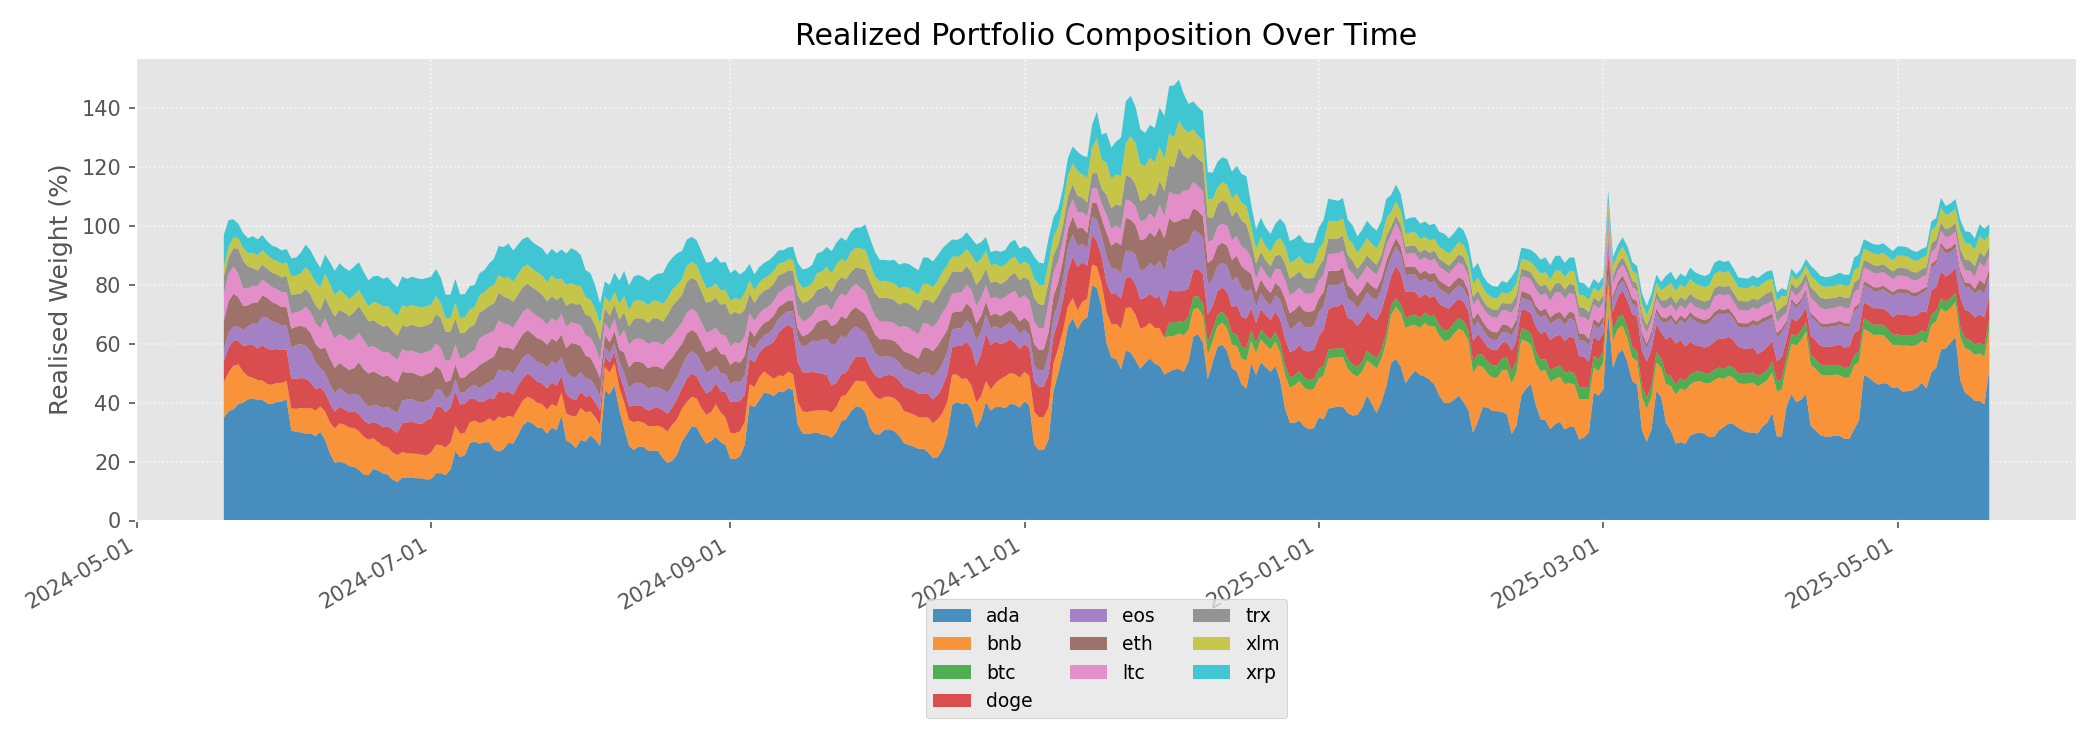 Realized Portfolio Composition Over Time
Realised Weight (%)
140
120
100
80
60
40
20
0
2024-05-01
2024-07-01
2024-09-01
2024-11-01
2025-01-01
2025-03-01
2025-05-01
ada
bnb
btc
doge
eos
eth
ltc
trx
xlm
xrp